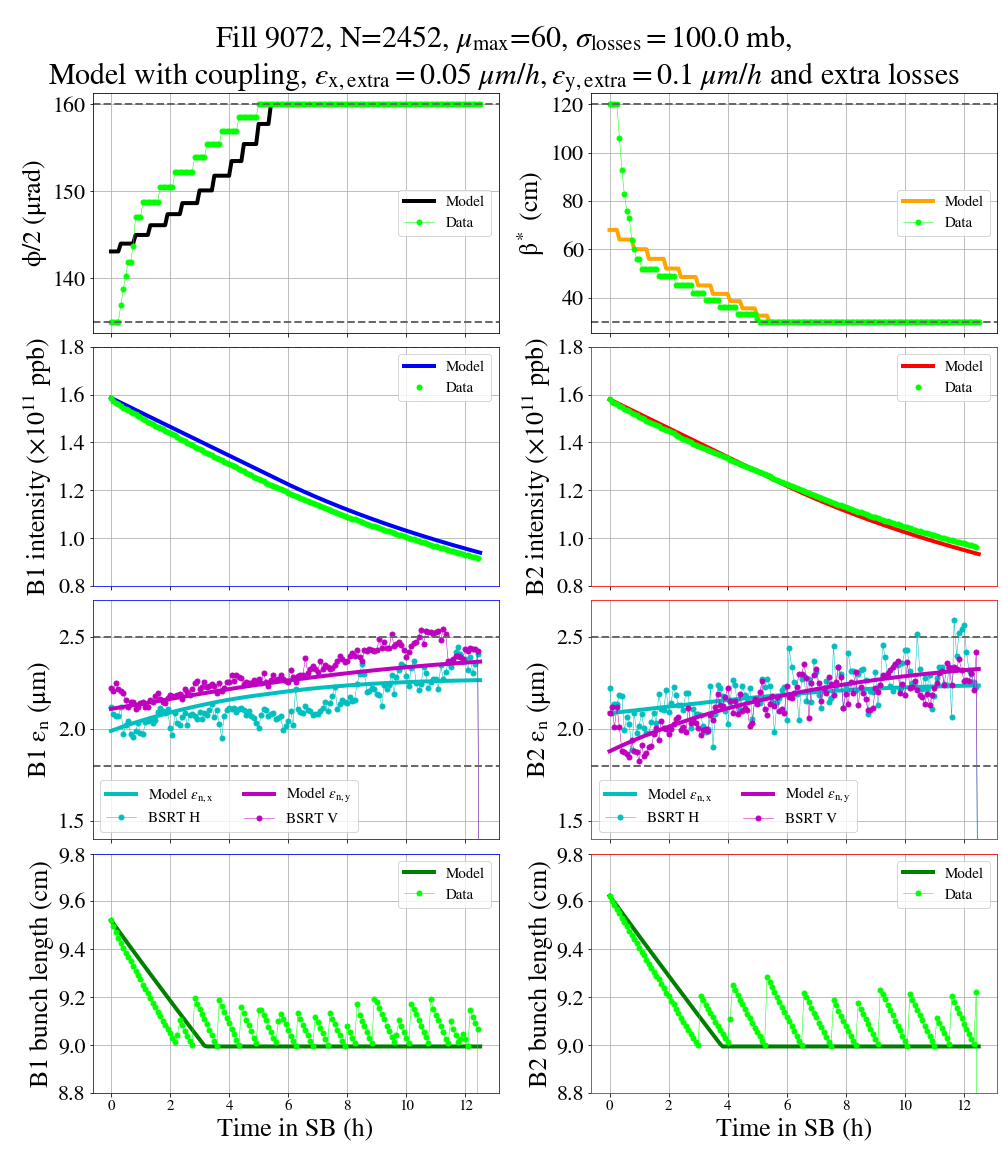 Fill 9072, N=2452, μmax=60, σlosses = 100.0 mb,
Model with coupling, εx, extra = 0.05 μm/h, εy, extra = 0.1 μm/h and extra losses
160
150
140
ϕ/2 (μrad)
Model
Data
120
100
80
60
40
β* (cm)
Model
Data
1.8
1.6
1.4
1.2
1.0
0.8
B1 intensity (×10¹¹ ppb)
Model
Data
1.8
1.6
1.4
1.2
1.0
0.8
B2 intensity (×10¹¹ ppb)
Model
Data
2.5
2.0
1.5
B1 εn (μm)
Model εn,x
BSRT H
Model εn,y
BSRT V
2.5
2.0
1.5
B2 εn (μm)
Model εn,x
BSRT H
Model εn,y
BSRT V
9.8
9.6
9.4
9.2
9.0
8.8
B1 bunch length (cm)
Model
Data
0 2 4 6 8 10 12
Time in SB (h)
9.8
9.6
9.4
9.2
9.0
8.8
B2 bunch length (cm)
Model
Data
0 2 4 6 8 10 12
Time in SB (h)